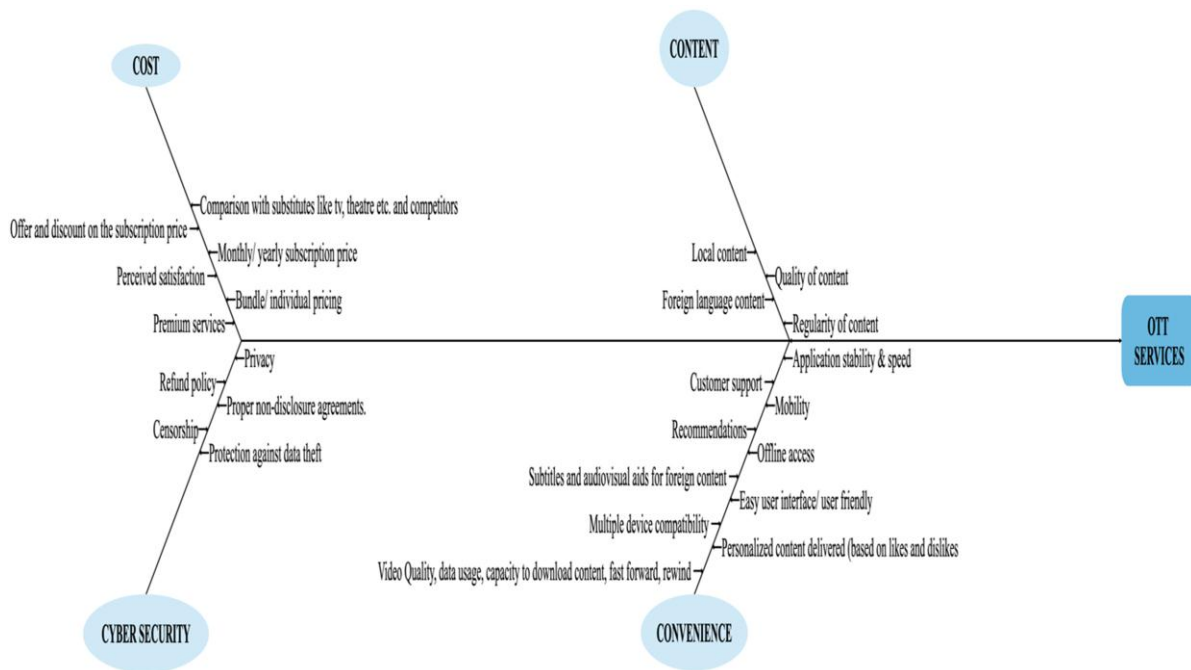 COST
CONTENT
Comparison with substitutes like tv, theatre etc. and competitors
Offer and discount on the subscription price
Monthly/ yearly subscription price
Perceived satisfaction
Bundle/ individual pricing
Premium services
Local content
Quality of content
Foreign language content
Regularity of content
OTT
SERVICES
Privacy
Refund policy
Proper non-disclosure agreements.
Censorship
Protection against data theft
Application stability & speed
Customer support
Mobility
Recommendations
Offline access
Subtitles and audiovisual aids for foreign content
Easy user interface/ user friendly
Multiple device compatibility
Personalized content delivered (based on likes and dislikes
Video Quality, data usage, capacity to download content, fast forward, rewind
CYBER SECURITY
CONVENIENCE